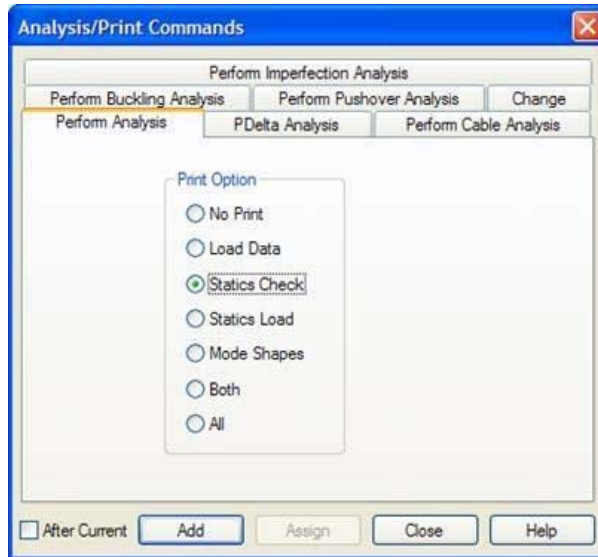 Analysis/Print Commands
Perform Imperfection Analysis
Perform Buckling Analysis Perform Pushover Analysis Change
Perform Analysis PDelta Analysis Perform Cable Analysis
Print Option
No Print
Load Data
Statics Check
Statics Load
Mode Shapes
Both
All
After Current Add Assign Close Help